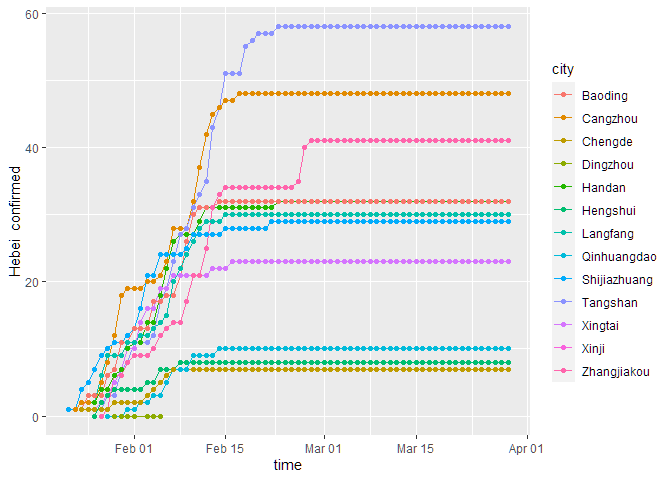 60
40
20
0
Hebei confirmed
Feb 01
Feb 15
Mar 01
Mar 15
Apr 01
time
city
Baoding
Cangzhou
Chengde
Dingzhou
Handan
Hengshui
Langfang
Qinhuangdao
Shijiazhuang
Tangshan
Xingtai
Xinji
Zhangjiakou